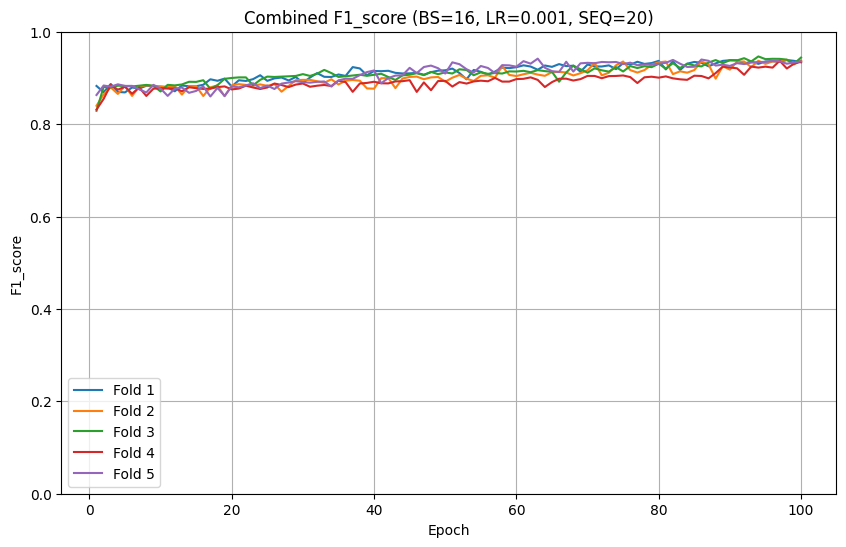 Combined F1_score (BS=16, LR=0.001, SEQ=20)
1.0
0.8
0.6
0.4
0.2
0.0
F1_score
Fold 1
Fold 2
Fold 3
Fold 4
Fold 5
0 20 40 60 80 100
Epoch